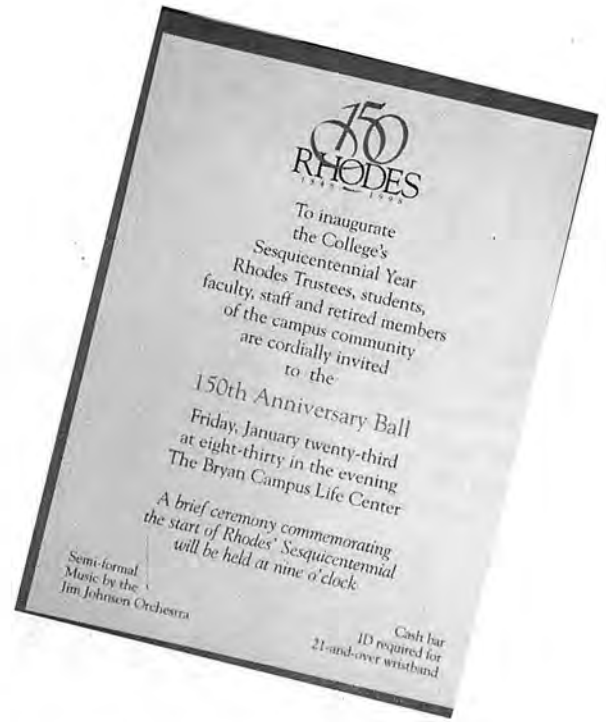 150
RHODES
To inaugurate
the College's
Sesquicentennial Year
Rhodes Trustees, students,
faculty, staff and retired members
of the campus community
are cordially invited
to the
150th Anniversary Ball
Friday, January twenty-third
at eight-thirty in the evening
The Bryan Campus Life Center
A brief ceremony commemorating
the start of Rhodes' Sesquicentennial
will be held at nine o'clock
Semi-formal
Music by the
Jim Johnson Orchestra
Cash bar
ID required for
21-and-over wristband